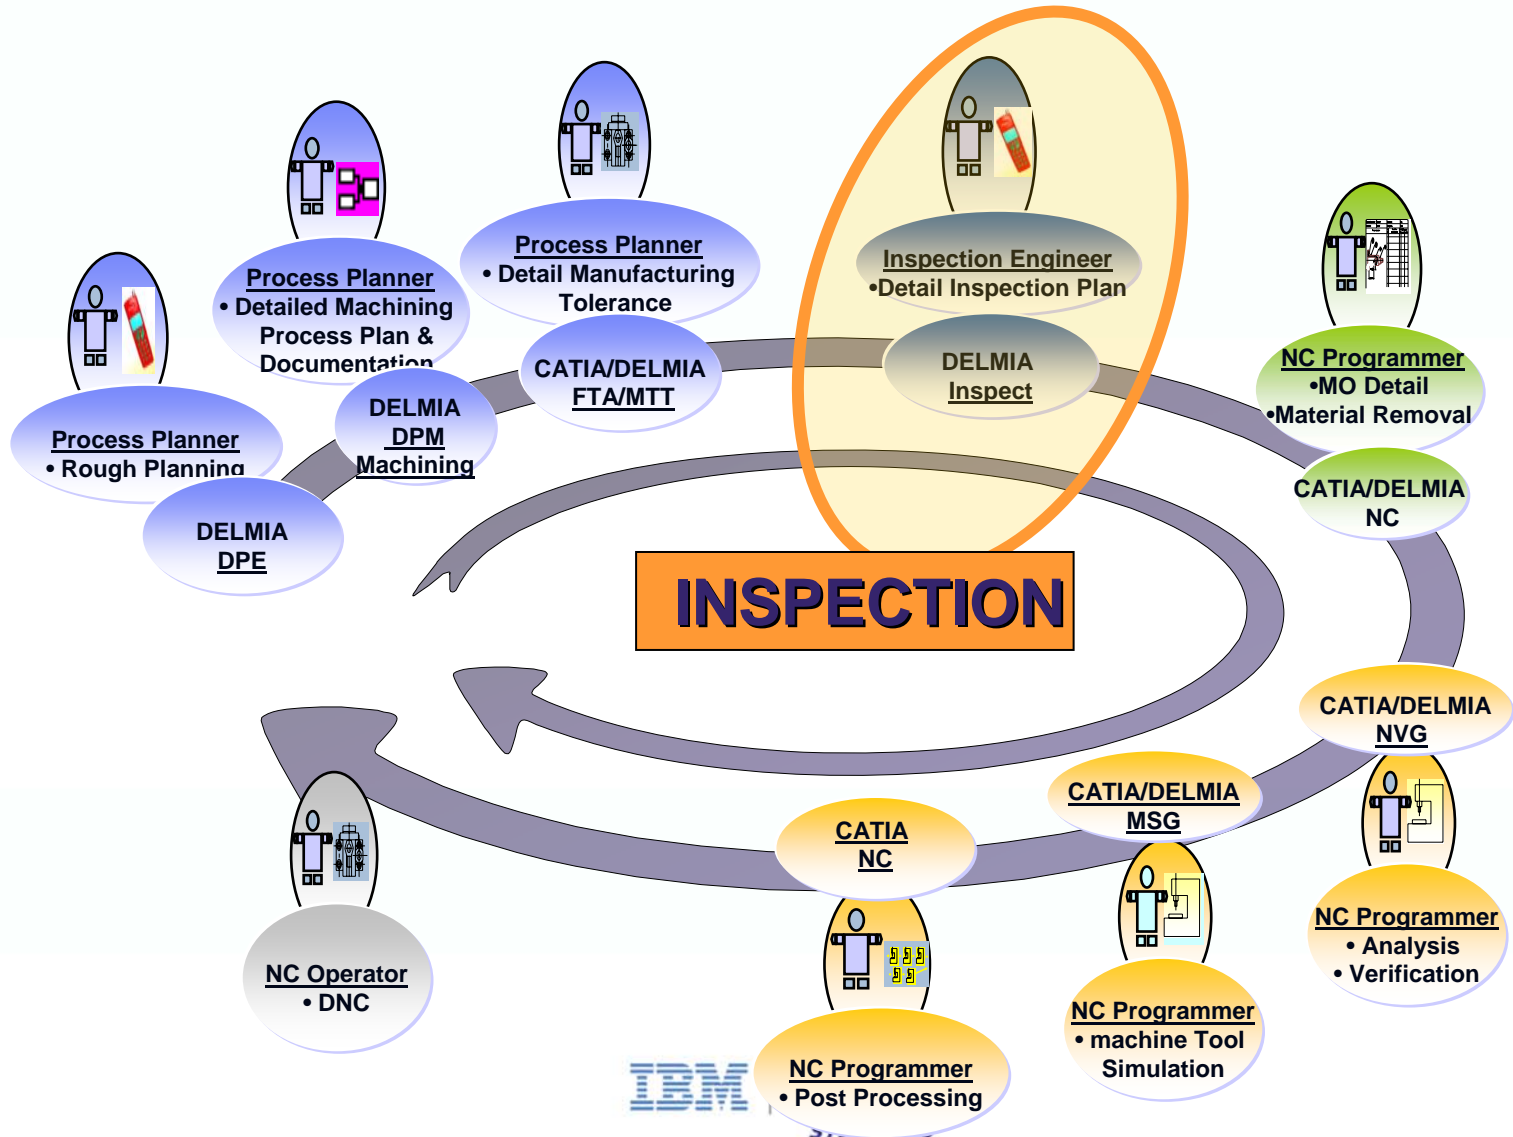 Process Planner
• Rough Planning
DELMIA
DPE
Process Planner
• Detailed Machining
Process Plan &
Documentation
DELMIA
DPM
Machining
Process Planner
• Detail Manufacturing
Tolerance
CATIA/DELMIA
FTA/MTT
Inspection Engineer
•Detail Inspection Plan
DELMIA
Inspect
NC Programmer
•MO Detail
•Material Removal
CATIA/DELMIA
NC
INSPECTION
CATIA/DELMIA
NVG
NC Programmer
• Analysis
• Verification
CATIA/DELMIA
MSG
NC Programmer
• machine Tool
Simulation
CATIA
NC
NC Programmer
• Post Processing
NC Operator
• DNC
IBM